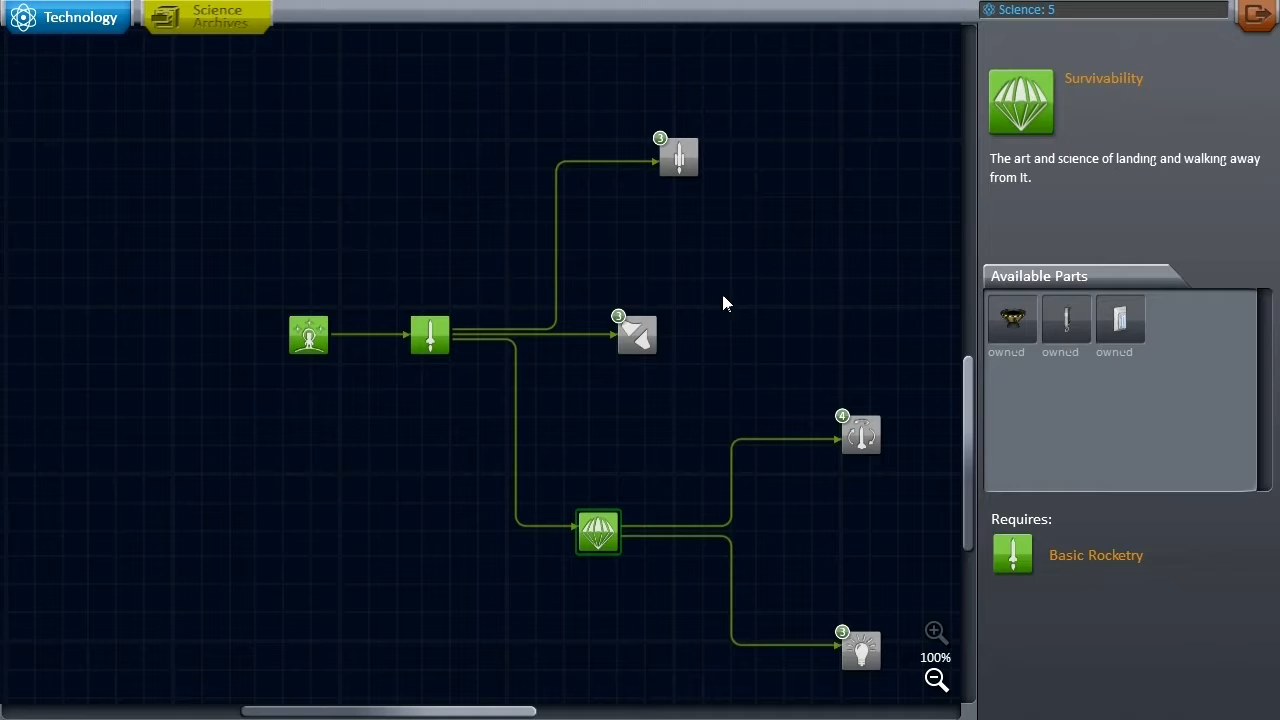 Technology
Science
Archives
Science: 5
Survivability
The art and science of landing and walking away
from It.
Available Parts
owned owned owned
Requires:
Basic Rocketry
3
3
4
3
100%